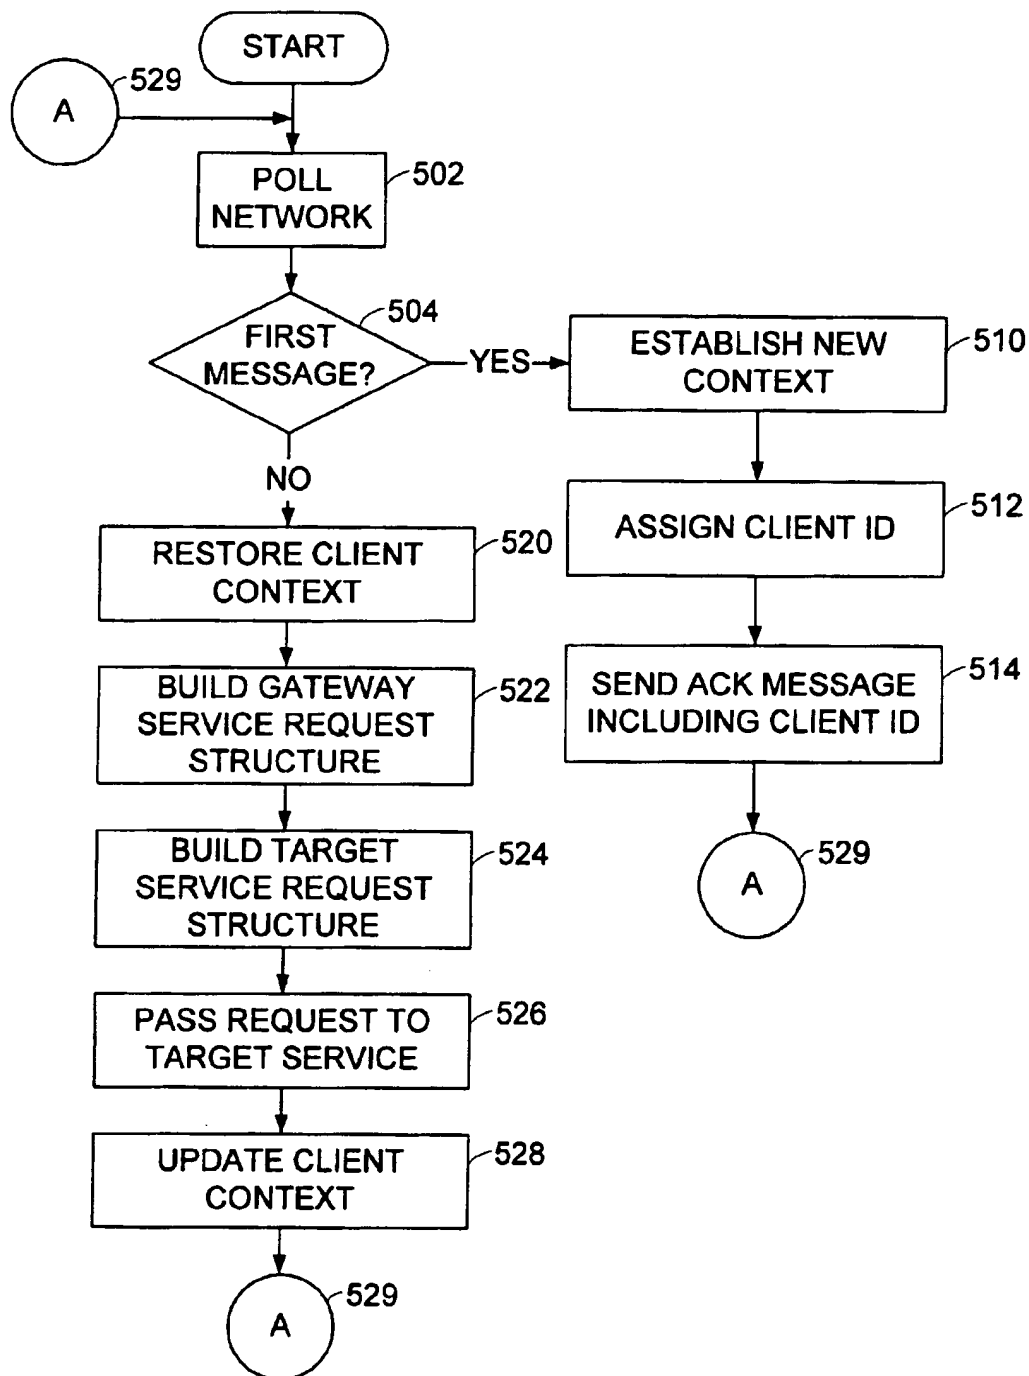 START
A
529
POLL
NETWORK
502
FIRST
MESSAGE?
504
YES
NO
ESTABLISH NEW
CONTEXT
510
ASSIGN CLIENT ID
512
SEND ACK MESSAGE
INCLUDING CLIENT ID
514
A
529
RESTORE CLIENT
CONTEXT
520
BUILD GATEWAY
SERVICE REQUEST
STRUCTURE
522
BUILD TARGET
SERVICE REQUEST
STRUCTURE
524
PASS REQUEST TO
TARGET SERVICE
526
UPDATE CLIENT
CONTEXT
528
A
529